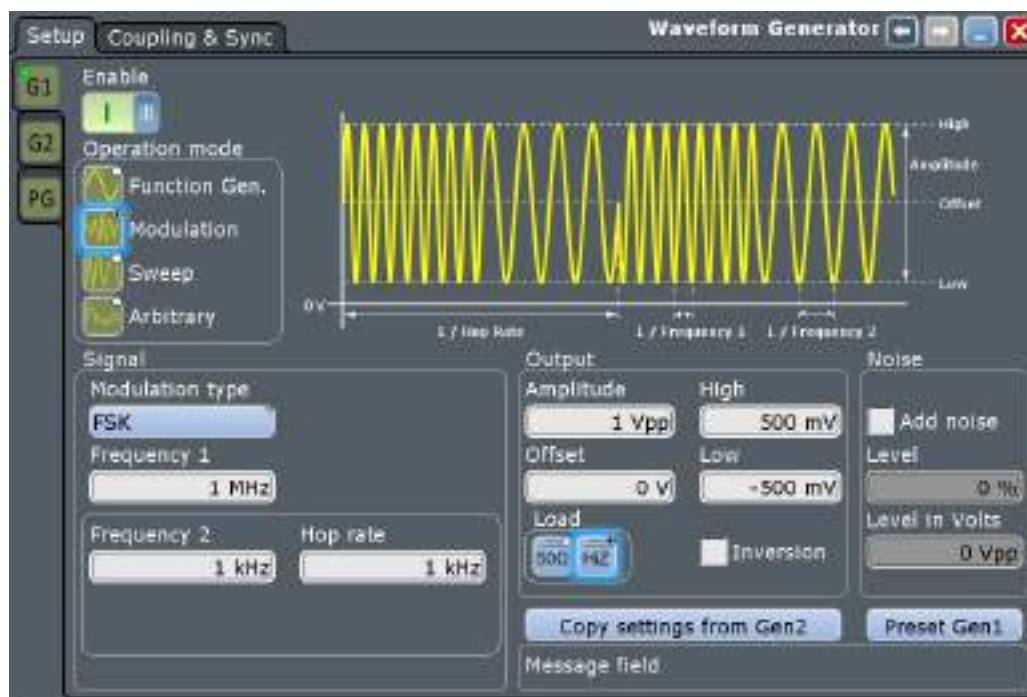 Setup
Coupling & Sync
Waveform Generator
G1
G2
PG
Enable
I
II
Operation mode
Function Gen.
Modulation
Sweep
Arbitrary
High
Amplitude
Offset
Low
0 V
1 / Hop Rate
1 / Frequency 1
1 / Frequency 2
Signal
Modulation type
FSK
Frequency 1
1 MHz
Frequency 2
1 kHz
Hop rate
1 kHz
Output
Amplitude
1 Vpp
High
500 mV
Offset
0 V
Low
-500 mV
Load
50Ω
HiZ
Inversion
Noise
Add noise
Level
0 %
Level in Volts
0 Vpp
Copy settings from Gen2
Preset Gen1
Message field